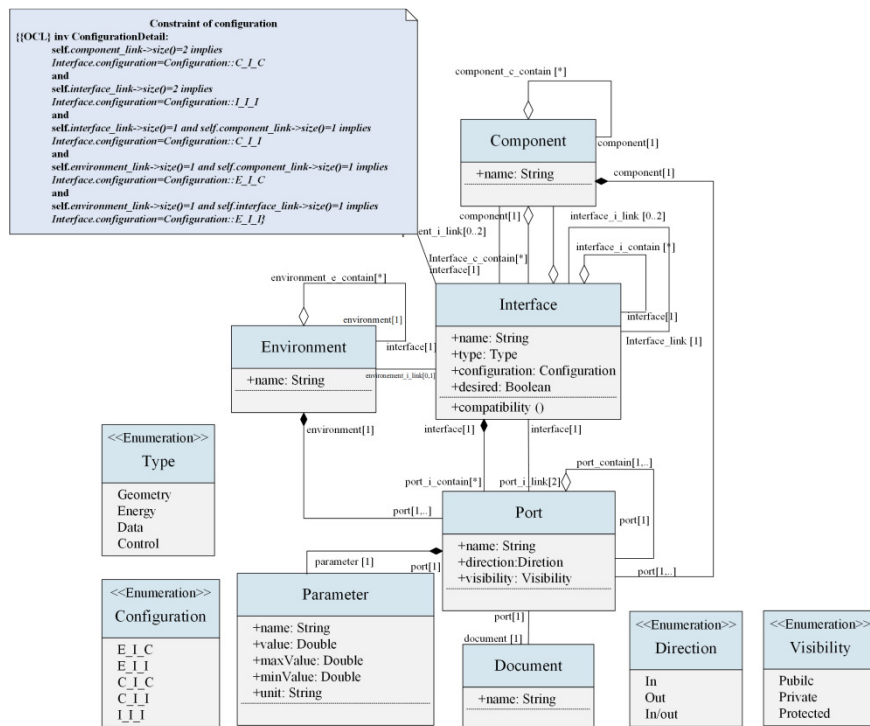 Constraint of configuration
{{OCL} inv ConfigurationDetail:
self.component_link->size()=2 implies
Interface.configuration=Configuration::C_I_C
and
self.interface_link->size()=2 implies
Interface.configuration=Configuration::I_I_I
and
self.interface_link->size()=1 and self.component_link->size()=1 implies
Interface.configuration=Configuration::C_I_I
and
self.environment_link->size()=1 and self.component_link->size()=1 implies
Interface.configuration=Configuration::E_I_C
and
self.environment_link->size()=1 and self.interface_link->size()=1 implies
Interface.configuration=Configuration::E_I_I}
component_c_contain [*]
Component
component[1]
+name: String
component[1]
component[1]
interface_i_link [0..2]
ent_i_link[0..2]
interface_i_contain [*]
Interface_c_contain[*]
interface[1]
environment_e_contain[*]
Interface
interface[1]
environment[1]
interface[1]
Interface_link [1]
Environment
+name: String
+name: String
+type: Type
+configuration: Configuration
+desired: Boolean
+compatibility ()
environement_i_link[0,1]
environment[1]
interface[1]
interface[1]
<<Enumeration>>
Type
Geometry
Energy
Data
Control
port_contain[1,..]
port_i_contain[*]
port_i_link[2]
port[1,..]
Port
+name: String
+direction:Diretion
+visibility: Visibility
port[1]
port[1,..]
parameter [1]
port[1]
<<Enumeration>>
Configuration
E_I_C
E_I_I
C_I_C
C_I_I
I_I_I
Parameter
+name: String
+value: Double
+maxValue: Double
+minValue: Double
+unit: String
port[1]
document [1]
Document
+name: String
<<Enumeration>>
Direction
In
Out
In/out
<<Enumeration>>
Visibility
Pubilc
Private
Protected